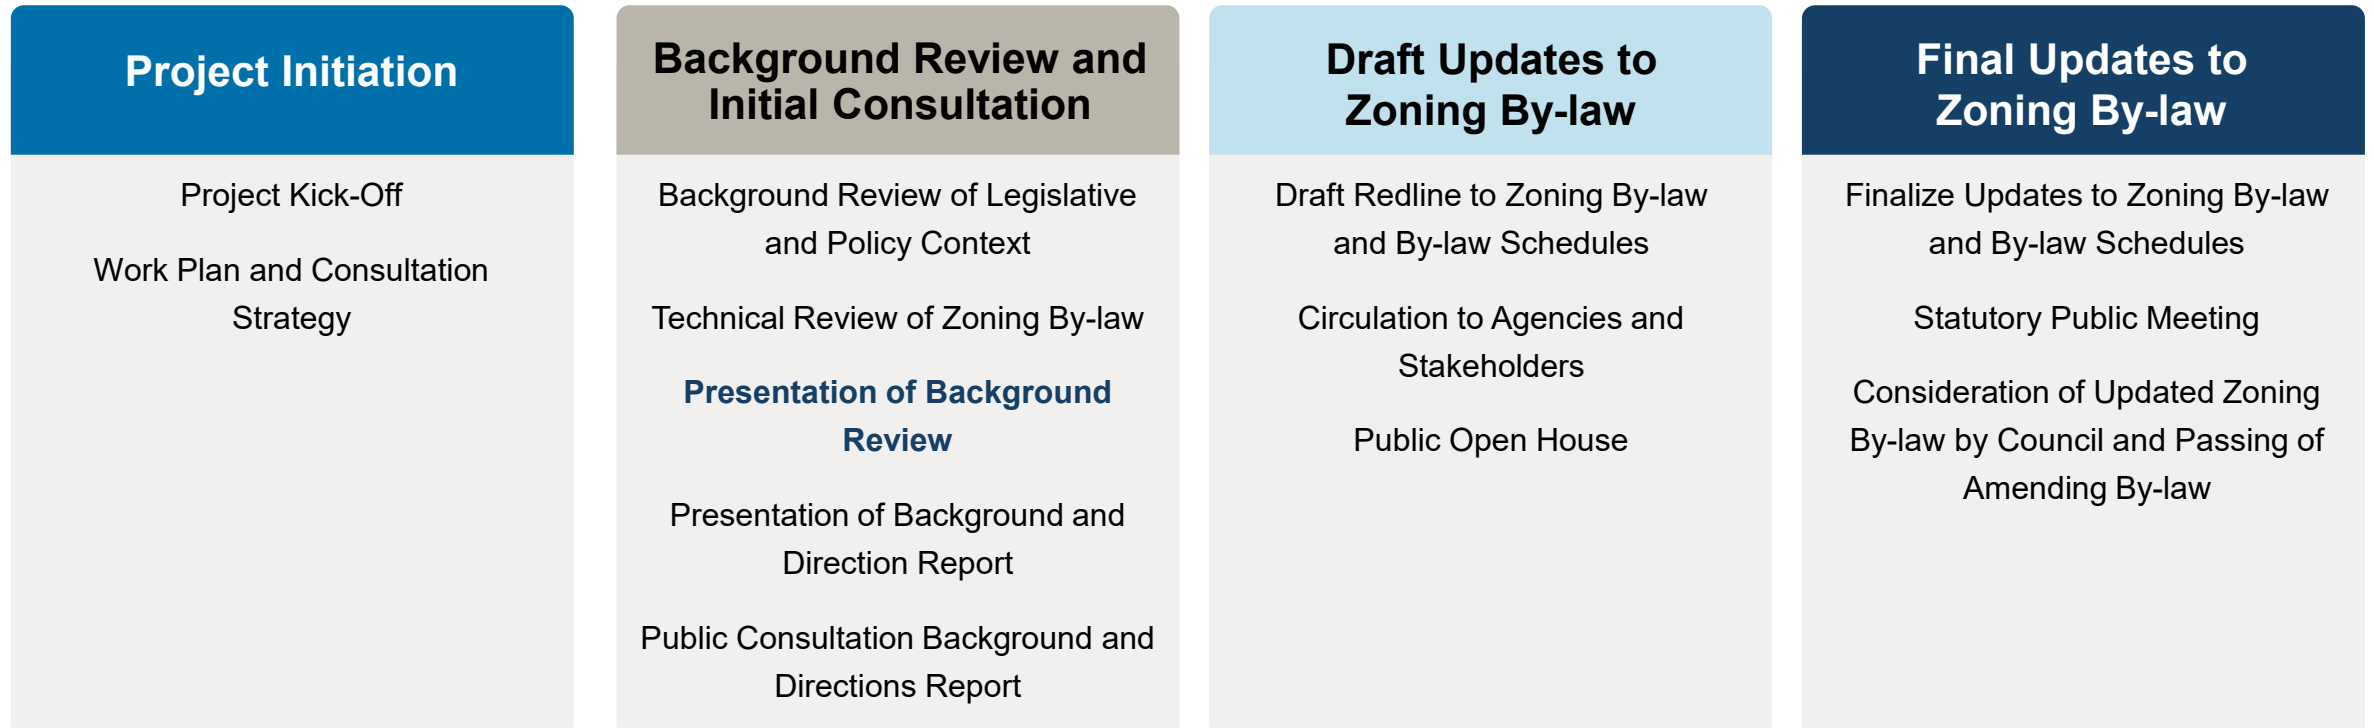 Project Initiation
Project Kick-Off
Work Plan and Consultation
Strategy
Background Review and
Initial Consultation
Background Review of Legislative
and Policy Context
Technical Review of Zoning By-law
Presentation of Background
Review
Presentation of Background and
Direction Report
Public Consultation Background and
Directions Report
Draft Updates to
Zoning By-law
Draft Redline to Zoning By-law
and By-law Schedules
Circulation to Agencies and
Stakeholders
Public Open House
Final Updates to
Zoning By-law
Finalize Updates to Zoning By-law
and By-law Schedules
Statutory Public Meeting
Consideration of Updated Zoning
By-law by Council and Passing of
Amending By-law